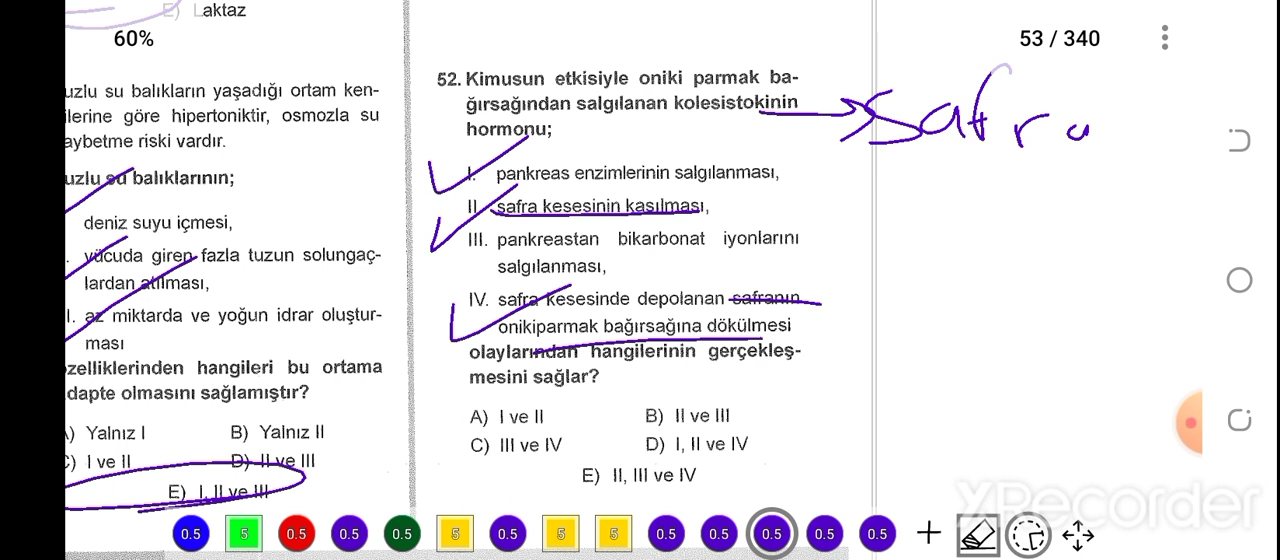 E) Laktaz
60%
53 / 340
uzlu su balıkların yaşadığı ortam ken-
ilerine göre hipertoniktir, osmozla su
aybetme riski vardır.
uzlu su balıklarının;
deniz suyu içmesi,
. yücuda giren fazla tuzun solungaç-
lardan atılması,
I. az miktarda ve yoğun idrar oluştur-
ması
zelliklerinden hangileri bu ortama
dapte olmasını sağlamıştır?
\) Yalnız I B) Yalnız II
C) I ve II D) II ve III
E) I, II ve III
52. Kimusun etkisiyle oniki parmak ba-
ğırsağından salgılanan kolesistokinin
hormonu;
I. pankreas enzimlerinin salgılanması,
II. safra kesesinin kasılması,
III. pankreastan bikarbonat iyonlarını
salgılanması,
IV. safra kesesinde depolanan safranın
onikiparmak bağırsağına dökülmesi
olaylarından hangilerinin gerçekleş-
mesini sağlar?
A) I ve II B) II ve III
C) III ve IV D) I, II ve IV
E) II, III ve IV
Safra
0.5 5 0.5 0.5 0.5 5 0.5 5 5 0.5 0.5 0.5 0.5 0.5
XRecorder